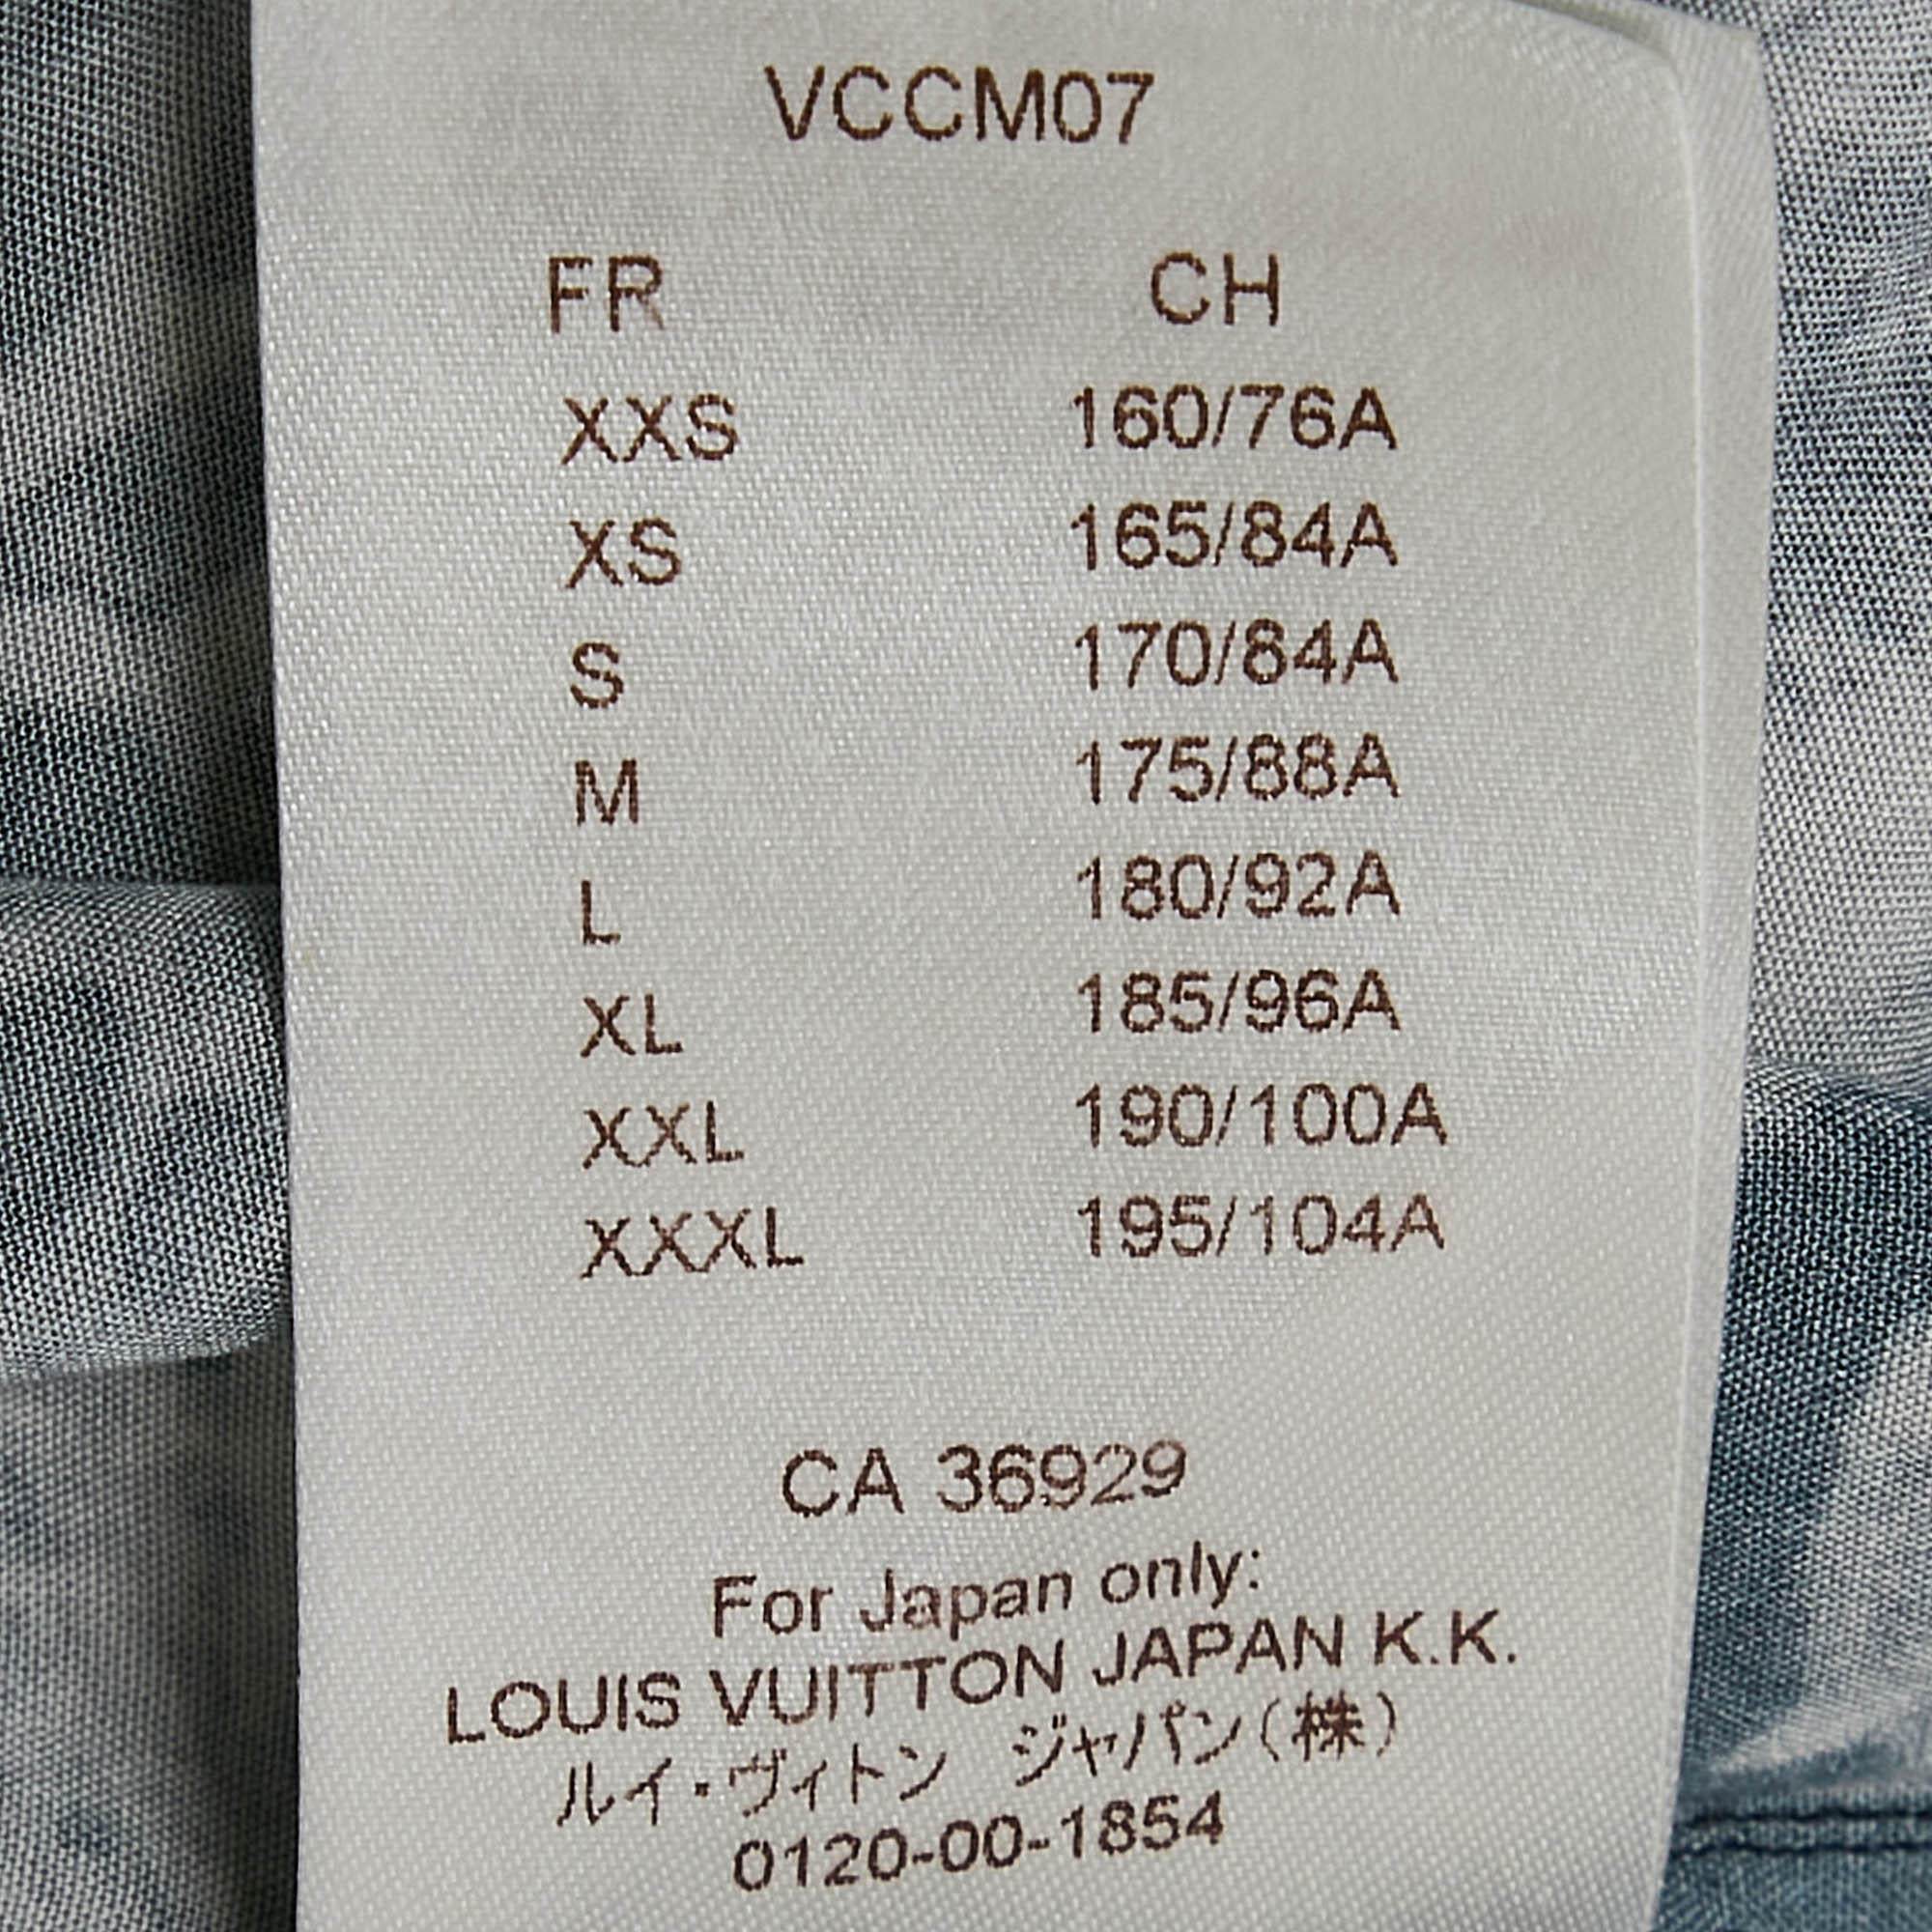 VCCM07
FR CH
XXS 160/76A
XS 165/84A
S 170/84A
M 175/88A
L 180/92A
XL 185/96A
XXL 190/100A
XXXL 195/104A
CA 36929
For Japan only:
LOUIS VUITTON JAPAN K.K.
ルイ・ヴィトン ジャパン(株)
0120-00-1854